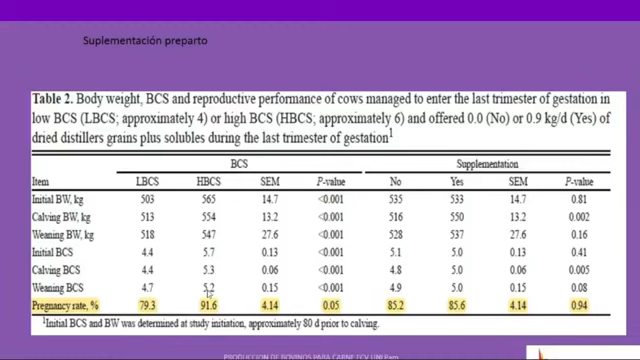 Suplementación preparto
Table 2. Body weight, BCS and reproductive performance of cows managed to enter the last trimester of gestation in
low BCS (LBCS; approximately 4) or high BCS (HBCS; approximately 6) and offered 0.0 (No) or 0.9 kg/d (Yes) of
dried distillers grains plus solubles during the last trimester of gestation1
BCS Supplementation
Item LBCS HBCS SEM P-value No Yes SEM P-value
Initial BW, kg 503 565 14.7 <0.001 535 533 14.7 0.81
Calving BW, kg 513 554 13.2 <0.001 516 550 13.2 0.002
Weaning BW, kg 518 547 27.6 <0.001 528 537 27.6 0.16
Initial BCS 4.4 5.7 0.13 <0.001 5.1 5.0 0.13 0.41
Calving BCS 4.4 5.3 0.06 <0.001 4.8 5.0 0.06 0.005
Weaning BCS 4.7 5.2 0.15 <0.001 4.9 5.0 0.15 0.08
Pregnancy rate, % 79.3 91.6 4.14 0.05 85.2 85.6 4.14 0.94
1Initial BCS and BW was determined at study initiation, approximately 80 d prior to calving.
PRODUCCION DE BOVINOS PARA CARNE FCV UNLPam